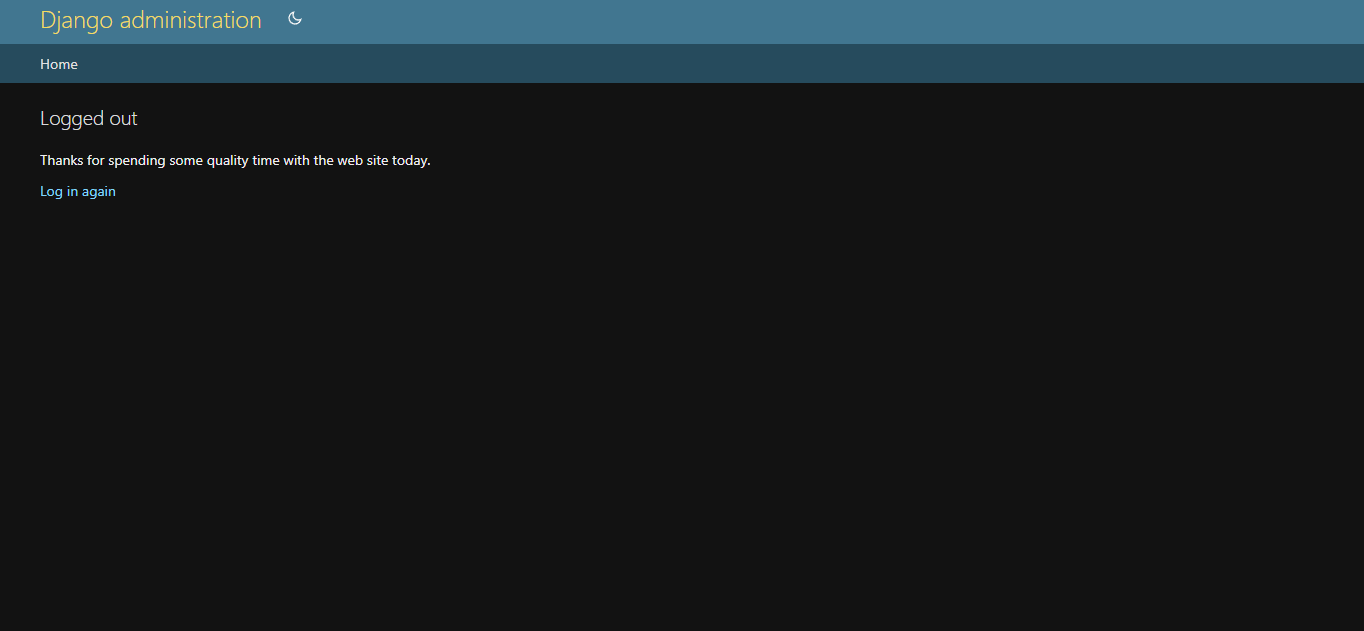 Django administration
Home
Logged out
Thanks for spending some quality time with the web site today.
Log in again